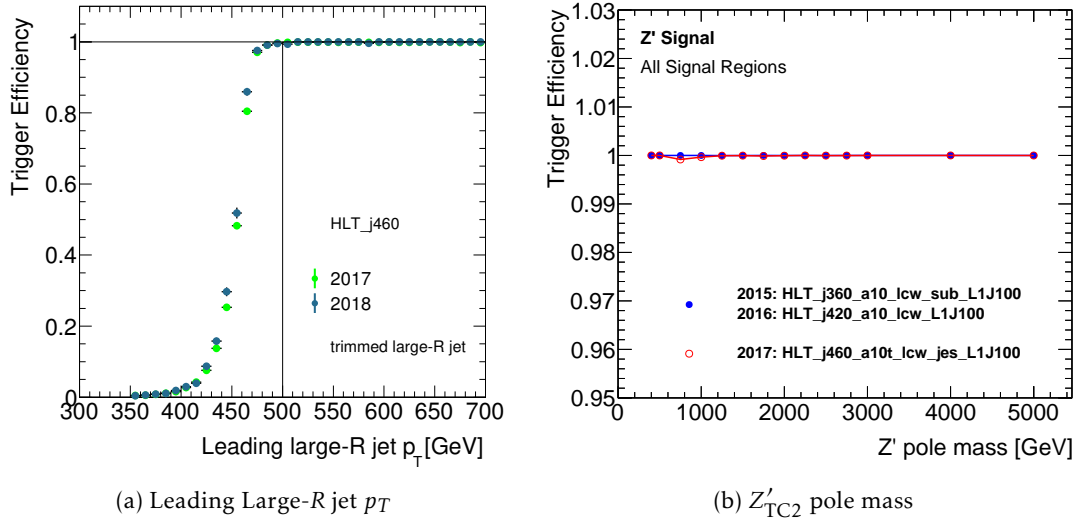 Trigger Efficiency
1
0.8
0.6
0.4
0.2
0
300 350 400 450 500 550 600 650 700
Leading large-R jet p_T [GeV]
HLT_j460
2017
2018
trimmed large-R jet
(a) Leading Large-R jet pT
Trigger Efficiency
1.03
1.02
1.01
1
0.99
0.98
0.97
0.96
0.95
0 1000 2000 3000 4000 5000
Z' pole mass [GeV]
Z' Signal
All Signal Regions
2015: HLT_j360_a10_lcw_sub_L1J100
2016: HLT_j420_a10_lcw_L1J100
2017: HLT_j460_a10t_lcw_jes_L1J100
(b) Z′TC2 pole mass